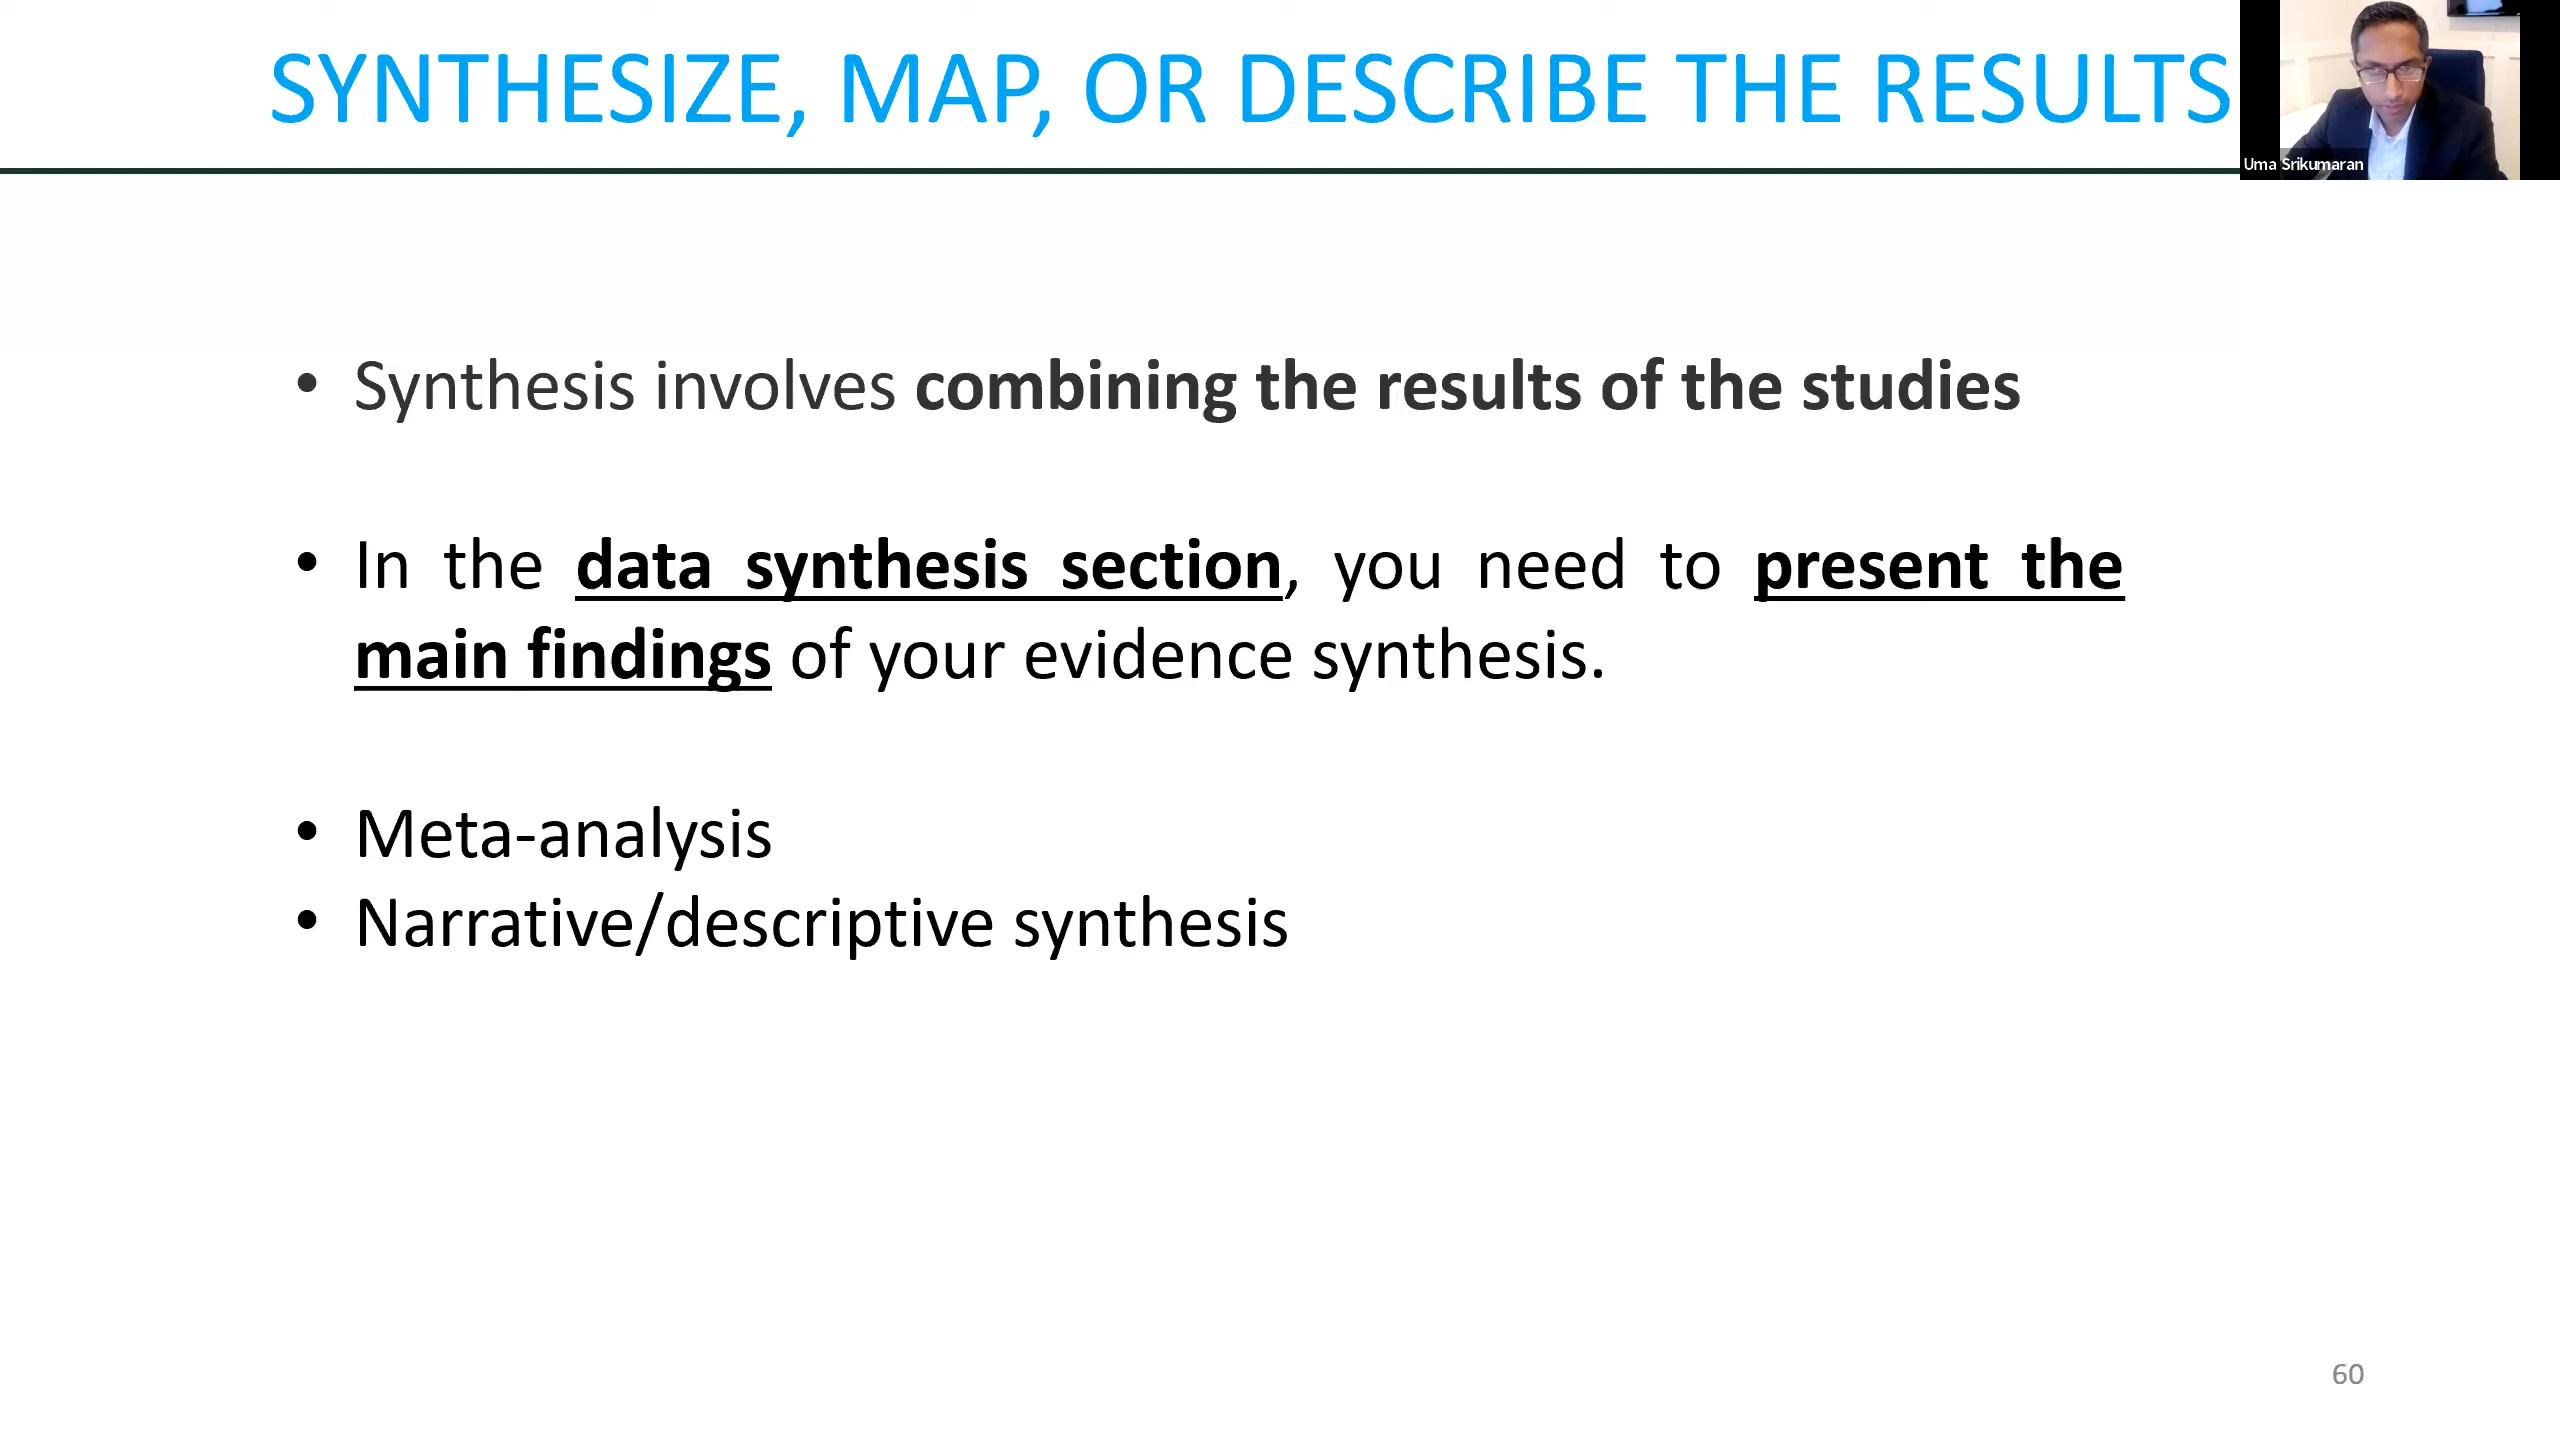 SYNTHESIZE, MAP, OR DESCRIBE THE RESULTS
Uma Srikumaran
• Synthesis involves combining the results of the studies
• In the data synthesis section, you need to present the
main findings of your evidence synthesis.
• Meta-analysis
• Narrative/descriptive synthesis
60